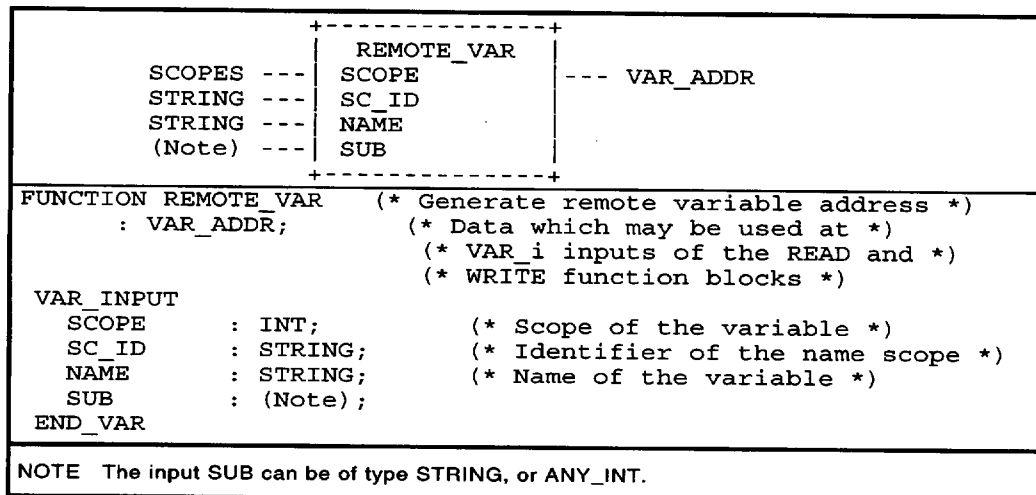 +--------------+
| REMOTE_VAR |
SCOPES ---| SCOPE |--- VAR_ADDR
STRING ---| SC_ID |
STRING ---| NAME |
(Note) ---| SUB |
+--------------+
FUNCTION REMOTE_VAR (* Generate remote variable address *)
: VAR_ADDR; (* Data which may be used at *)
(* VAR_i inputs of the READ and *)
(* WRITE function blocks *)
VAR_INPUT
SCOPE : INT; (* Scope of the variable *)
SC_ID : STRING; (* Identifier of the name scope *)
NAME : STRING; (* Name of the variable *)
SUB : (Note);
END_VAR
NOTE The input SUB can be of type STRING, or ANY_INT.